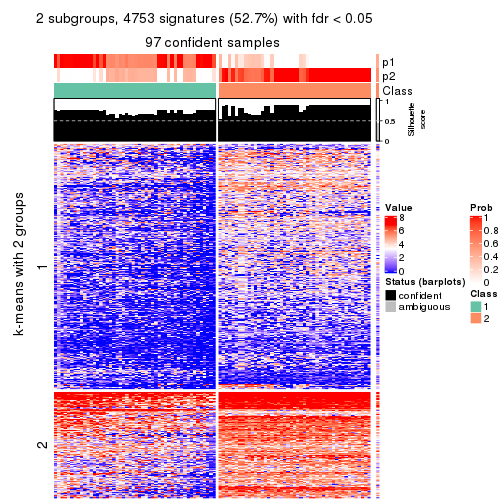 2 subgroups, 4753 signatures (52.7%) with fdr < 0.05
97 confident samples
p1
p2
Class
1
0.5
0
Silhouette
score
k-means with 2 groups
1
2
Value
8
6
4
2
0
Status (barplots)
confident
ambiguous
Prob
1
0.8
0.6
0.4
0.2
0
Class
1
2